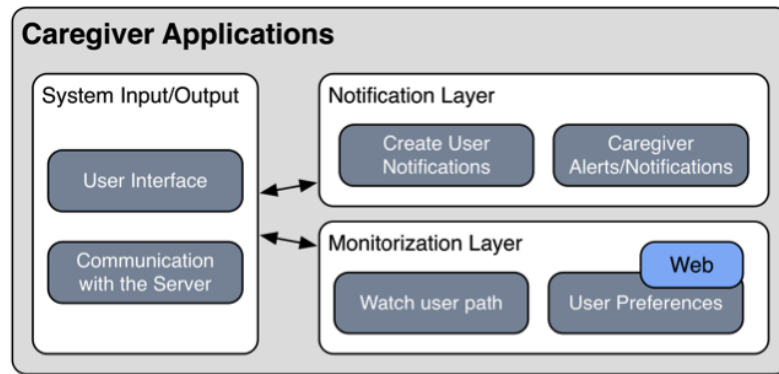 Caregiver Applications
System Input/Output
User Interface
Communication
with the Server
Notification Layer
Create User
Notifications
Caregiver
Alerts/Notifications
Monitorization Layer
Web
Watch user path
User Preferences